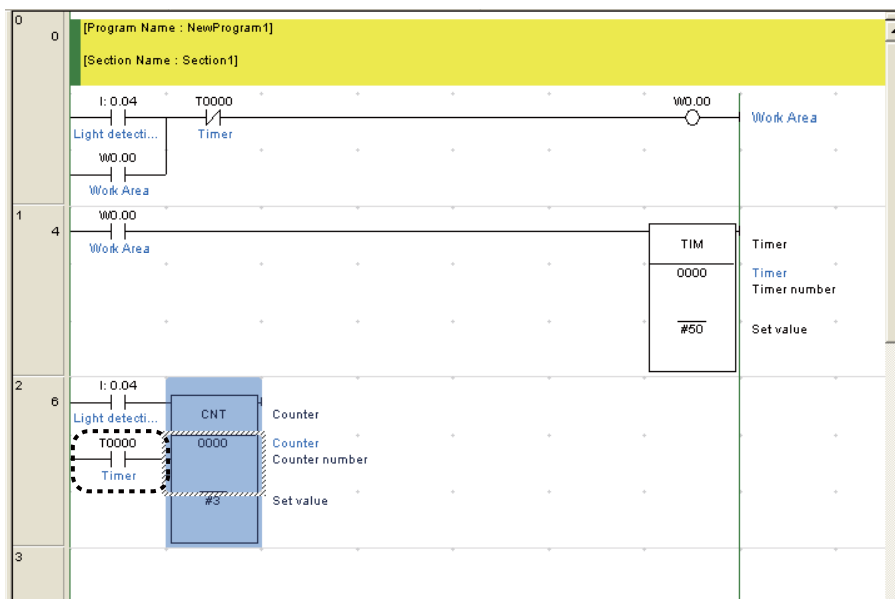 0
0
[Program Name : NewProgram1]
[Section Name : Section1]
I: 0.04 T0000 W0.00
Light detecti... Timer Work Area
W0.00
Work Area
1
W0.00
4
Work Area
TIM Timer
0000 Timer
Timer number
#50 Set value
2
I: 0.04
6
Light detecti... CNT Counter
T0000 0000 Counter
Counter number
Timer
#3 Set value
3